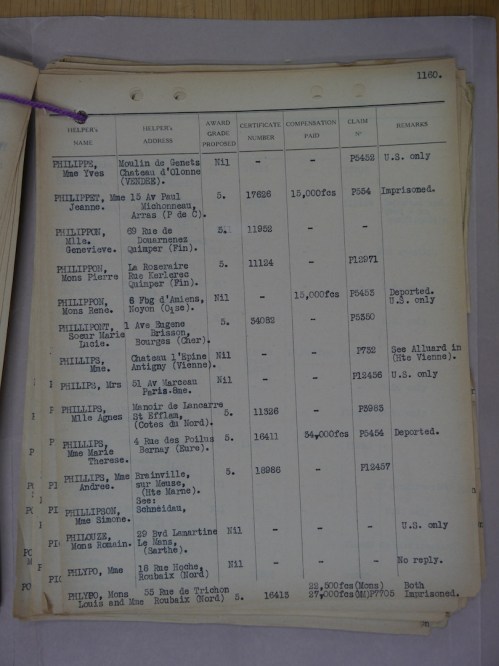 1160.
HELPER's NAME HELPER's ADDRESS AWARD GRADE PROPOSED CERTIFICATE NUMBER COMPENSATION PAID CLAIM Nº REMARKS
PHILIPPE, Moulin de Genets Nil - - P5452 U.S. only
Mme Yves Chateau d'Olonne
(VENDEE).
PHILIPPET, Mme 15 Av Paul 5. 17626 15,000fcs P554 Imprisoned.
Jeanne. Michonneau,
Arras (P de C).
PHILIPPON, 69 Rue de 5. 11952 - -
Mlle. Douarnenez
Genevieve. Quimper (Fin).
PHILIPPON, La Roseraire 5. 11124 - P12971
Mons Pierre Rue Kerlerec
Quimper (Fin).
PHILIPPON, 6 Fbg d'Amiens, Nil - 15,000fcs P5453 Deported.
Mons Rene. Noyon (Oise). U.S. only
PHILLIPONT, 1 Ave Eugene 5. 34082 - P5350
Soeur Marie Brisson,
Lucie. Bourges (Cher).
PHILLIPS, Chateau l'Epine Nil - - P732 See Alluard in
Mme. Antigny (Vienne). (Hte Vienne).
PHILIPS, Mrs 51 Av Marceau Nil - - P12456 U.S. only
Paris.8me.
PHILLIPS, Manoir de Lancarre 5. 11326 - P5985
Mlle Agnes St Efflam,
(Cotes du Nord).
PHILLIPS, 4 Rue des Poilus 5. 16411 54,000fcs P5454 Deported.
Mme Marie Bernay (Eure).
Therese.
PHILLIPS, Mme Brainville, 5. 18986 - P12457
Andree. sur Meuse,
(Hte Marne).
See:
PHILLIPSON, Schneidau,
Mme Simone.
PHILOUZE, 29 Bvd Lamartine Nil - - - U.S. only
Mons Romain. Le Mans,
(Sarthe).
PHLYPO, Mme 18 Rue Hoche, Nil - - - No reply.
Roubaix (Nord)
PHLYPO, Mons 55 Rue de Trichon 22,500fcs(Mons) Both
Louis and Mme Roubaix (Nord) 5. 16415 27,000fcs(M)P7705 Imprisoned.